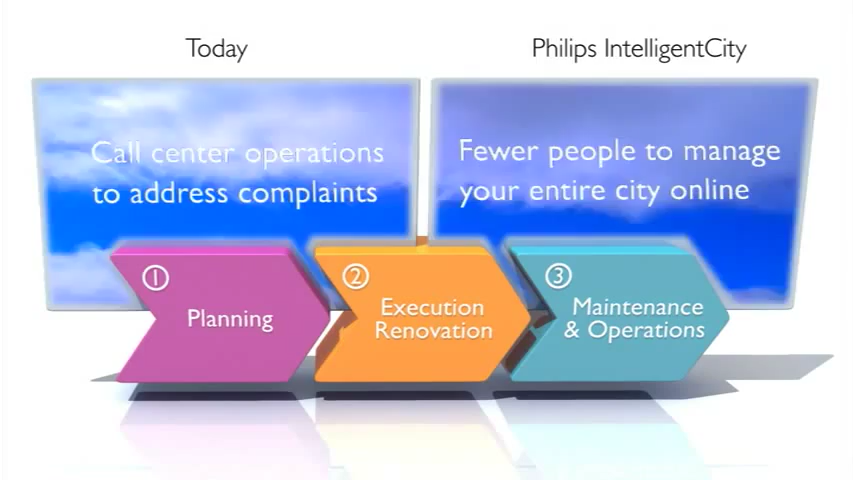 Today
Philips IntelligentCity
Call center operations
to address complaints
Fewer people to manage
your entire city online
1
Planning
2
Execution
Renovation
3
Maintenance
& Operations